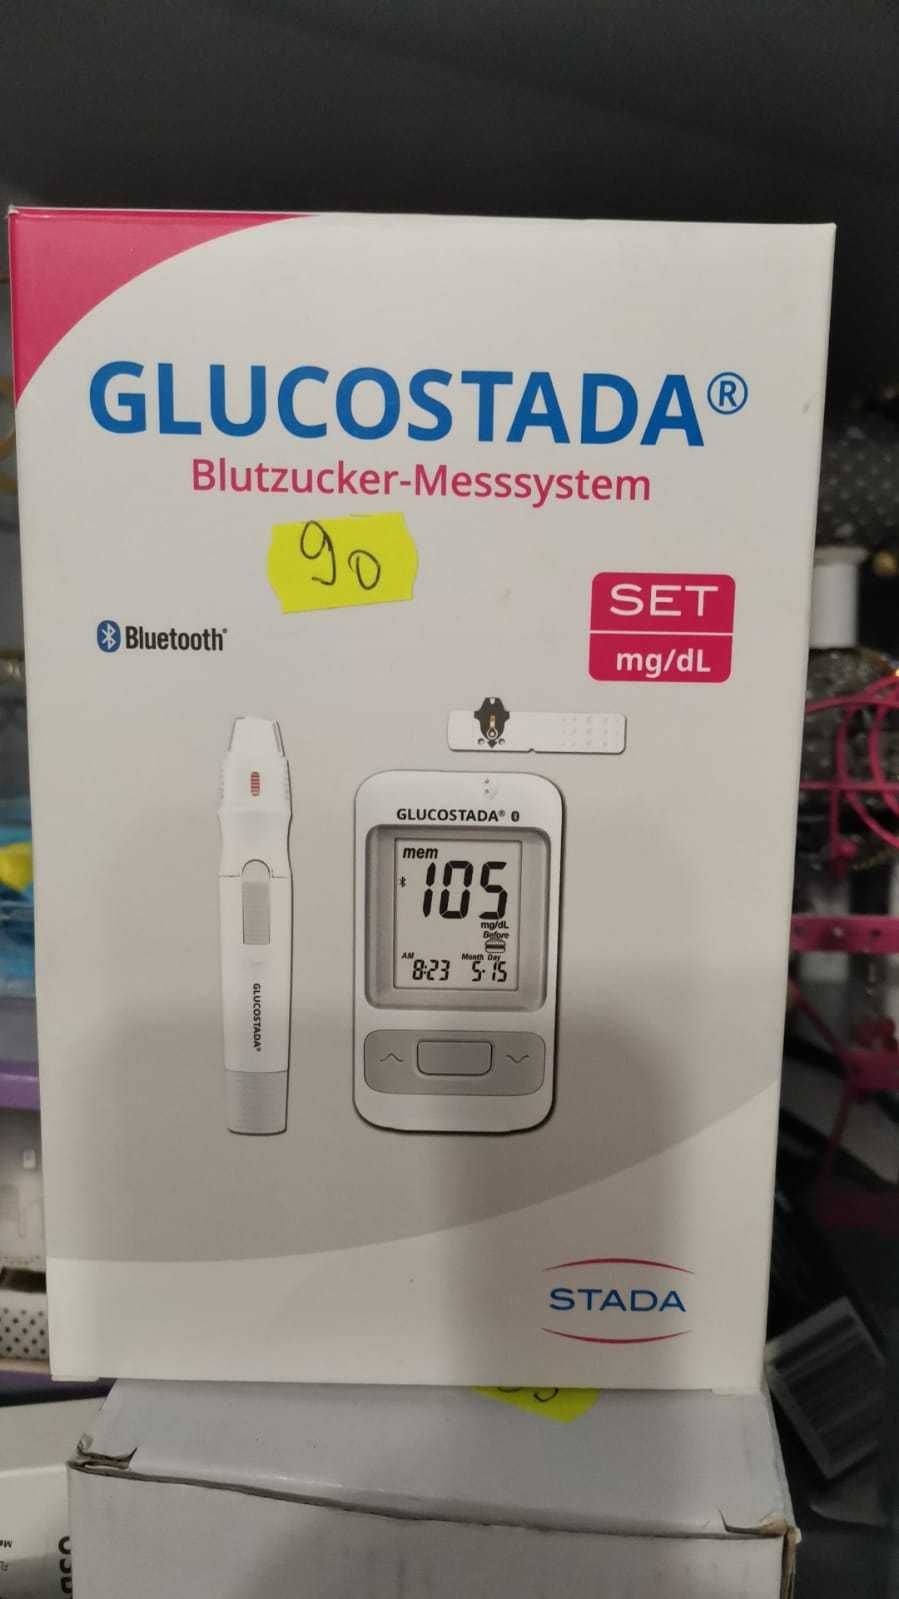 GLUCOSTADA®
Blutzucker-Messsystem
90
SET
mg/dL
Bluetooth®
GLUCOSTADA®
mem
105
mg/dL
Before
AM
Month Day
8:23
5-15
GLUCOSTADA®
STADA